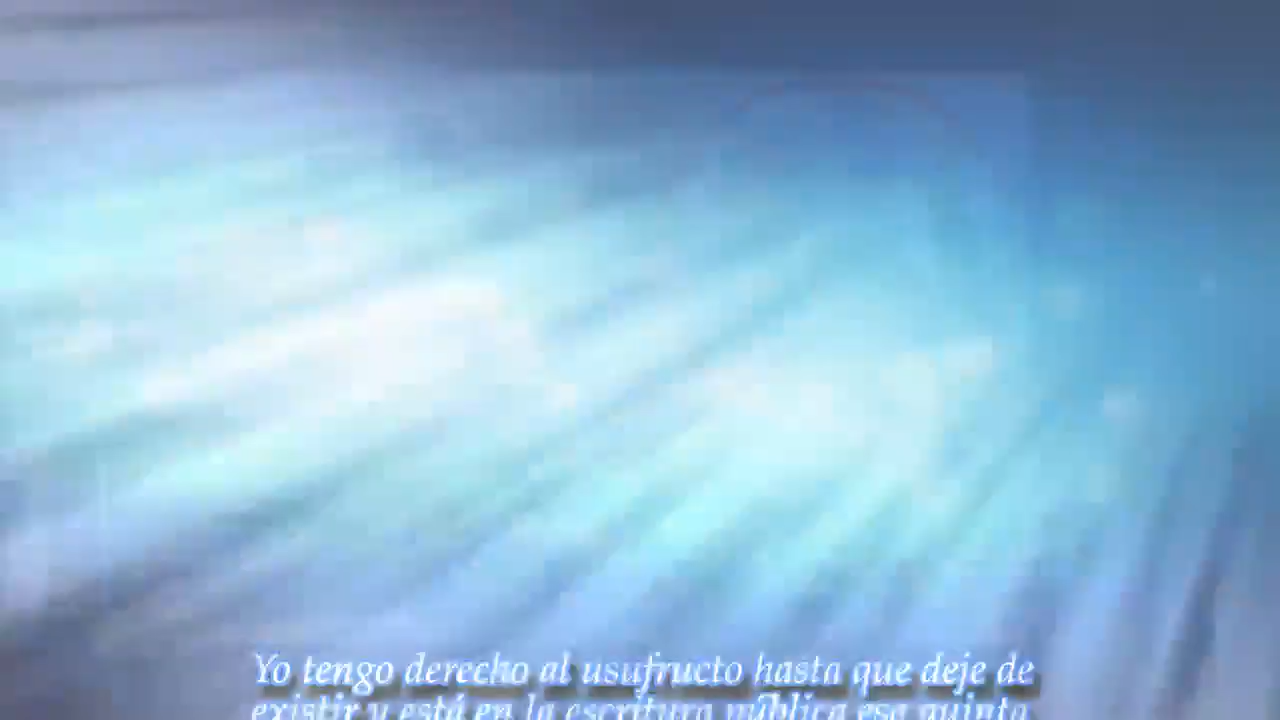 Yo tengo derecho al usufructo hasta que deje de
existir y está en la escritura pública esa quinta